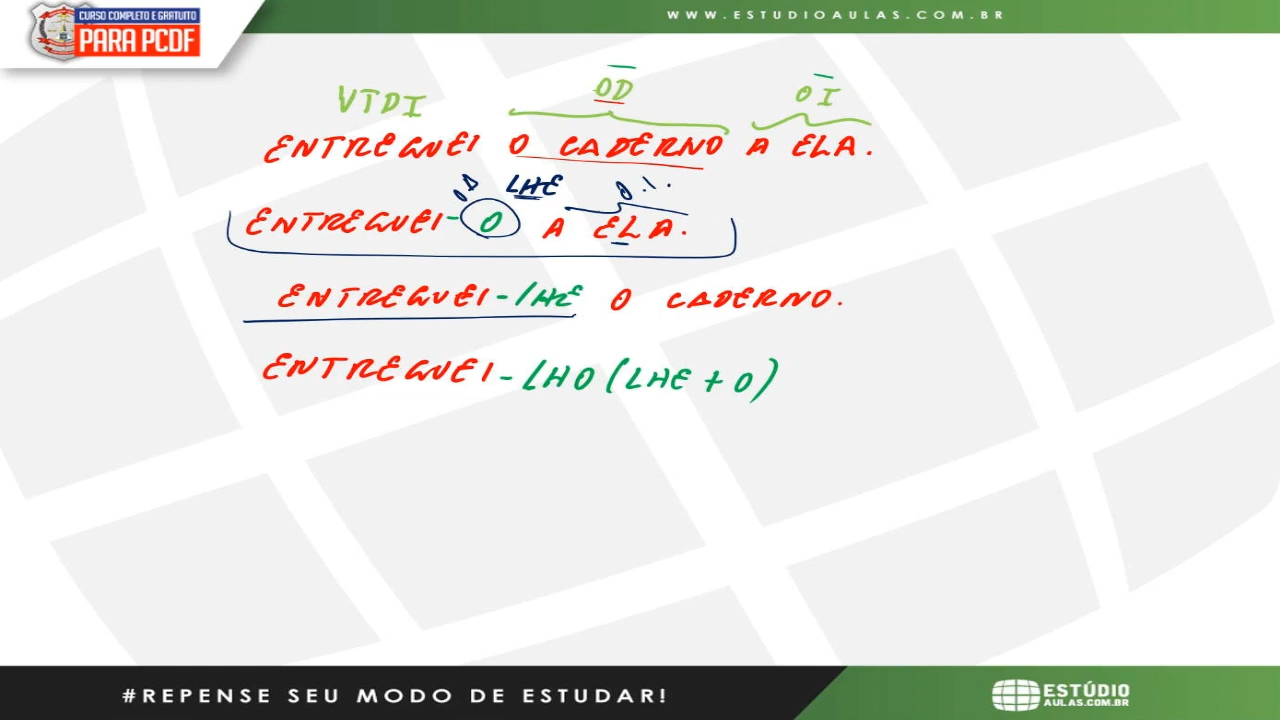 CURSO COMPLETO E GRATUITO
PARA PCDF
WWW.ESTUDIOAULAS.COM.BR
VTDI OD OI
ENTREGUEI O CADERNO A ELA.
OD LHE O.I.
ENTREGUEI-O A ELA.
ENTREGUEI-LHE O CADERNO.
ENTREGUEI-LHO (LHE + O)
#REPENSE SEU MODO DE ESTUDAR!
ESTÚDIO
AULAS.COM.BR